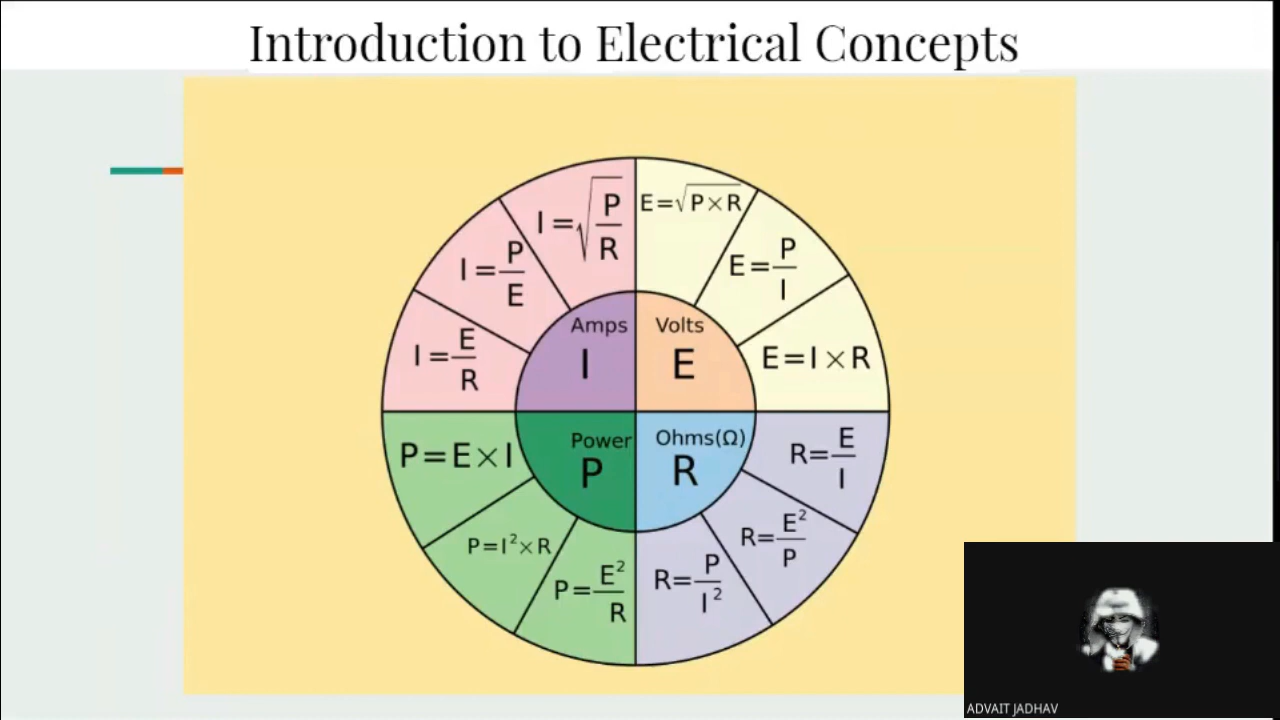 Introduction to Electrical Concepts
I = √(P/R)
E=√P×R
I = P/E
E = P/I
I = E/R
E=I×R
Amps
I
Volts
E
Power
P
Ohms(Ω)
R
P=E×I
R= E/I
P=I²×R
R= E²/P
P= E²/R
R= P/I²
ADVAIT JADHAV